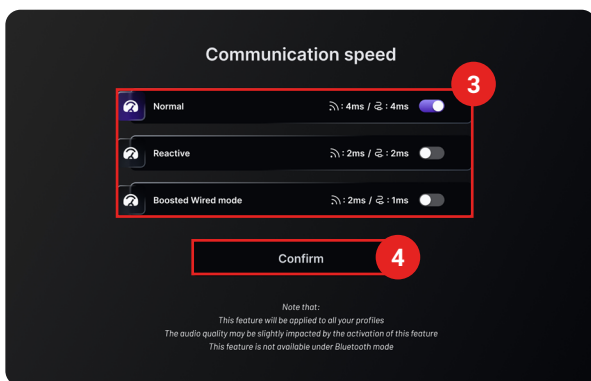 Communication speed
3
Normal : 4ms / : 4ms
Reactive : 2ms / : 2ms
Boosted Wired mode : 2ms / : 1ms
Confirm 4
Note that:
This feature will be applied to all your profiles
The audio quality may be slightly impacted by the activation of this feature
This feature is not available under Bluetooth mode